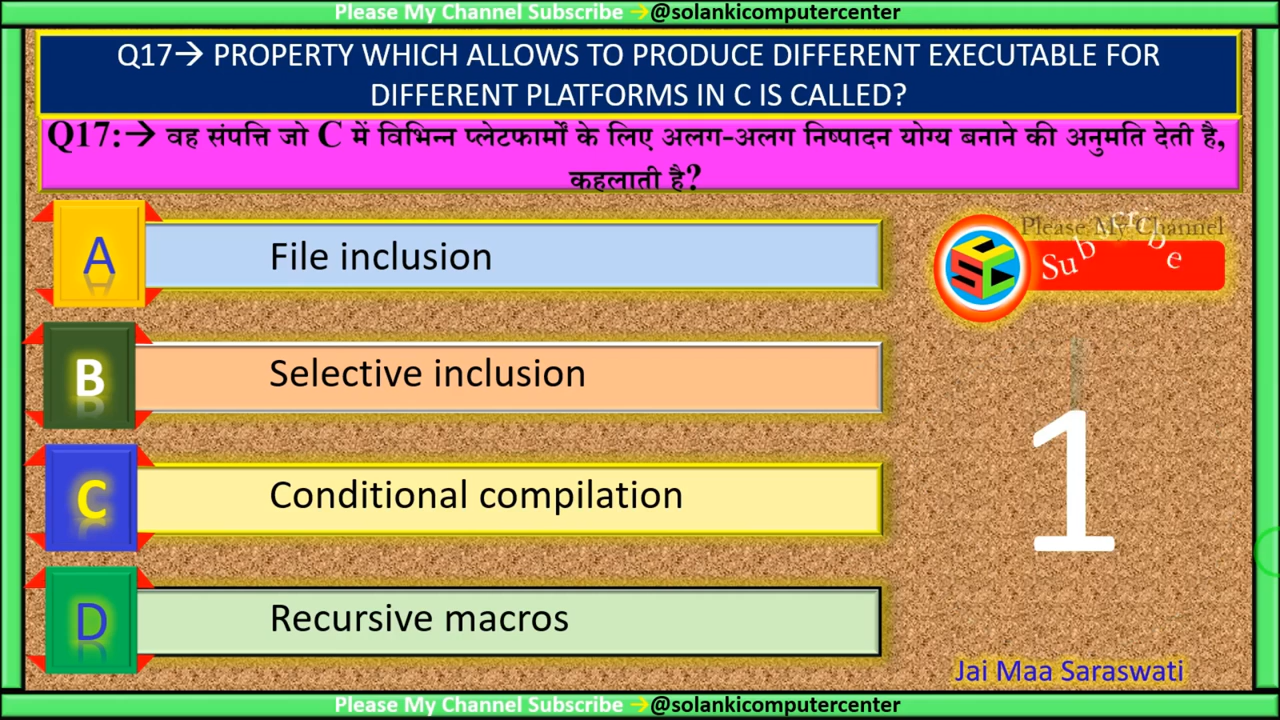 Please My Channel Subscribe →@solankicomputercenter
Q17→ PROPERTY WHICH ALLOWS TO PRODUCE DIFFERENT EXECUTABLE FOR
DIFFERENT PLATFORMS IN C IS CALLED?
Q17:→ वह संपत्ति जो C में विभिन्न प्लेटफार्मों के लिए अलग-अलग निष्पादन योग्य बनाने की अनुमति देती है,
कहलाती है?
A File inclusion
Please My Channel
Subscribe
SCC
B Selective inclusion
C Conditional compilation
1
D Recursive macros
Jai Maa Saraswati
Please My Channel Subscribe →@solankicomputercenter